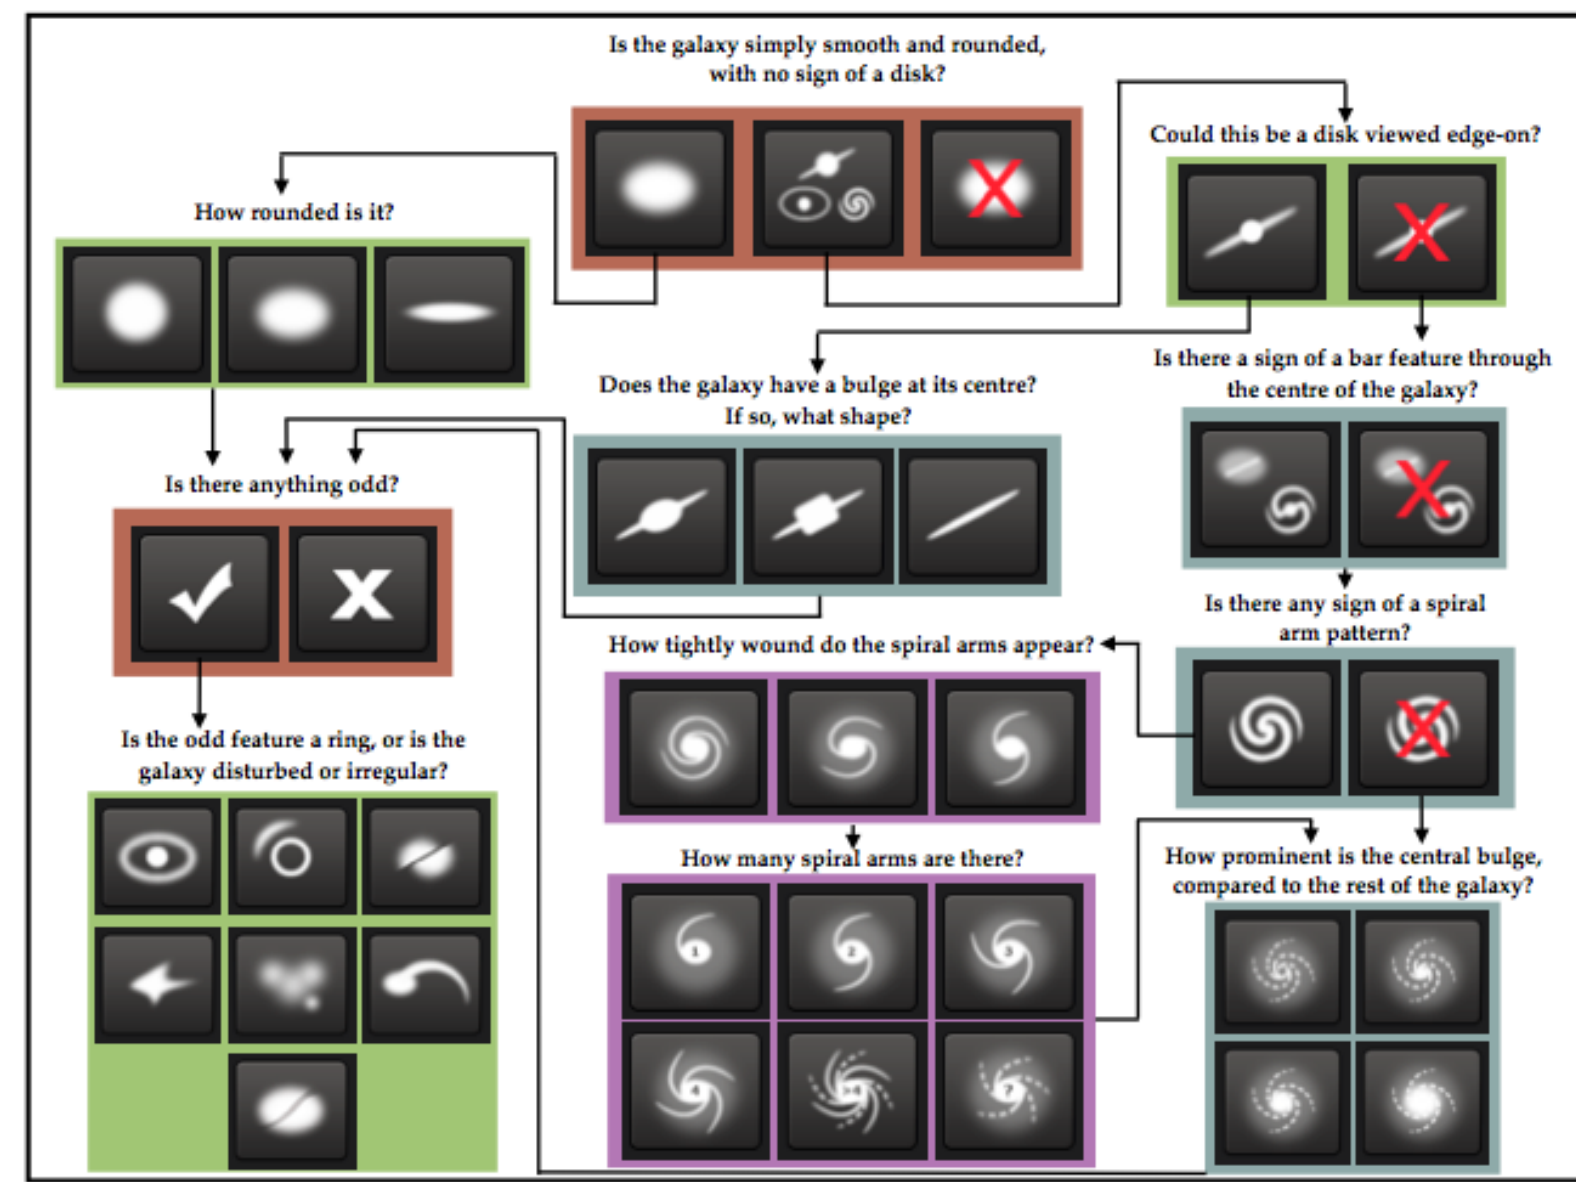 Is the galaxy simply smooth and rounded,
with no sign of a disk?
Could this be a disk viewed edge-on?
How rounded is it?
Is there a sign of a bar feature through
the centre of the galaxy?
Does the galaxy have a bulge at its centre?
If so, what shape?
Is there anything odd?
Is there any sign of a spiral
arm pattern?
How tightly wound do the spiral arms appear?
Is the odd feature a ring, or is the
galaxy disturbed or irregular?
How many spiral arms are there?
How prominent is the central bulge,
compared to the rest of the galaxy?
1
2
3
4
?